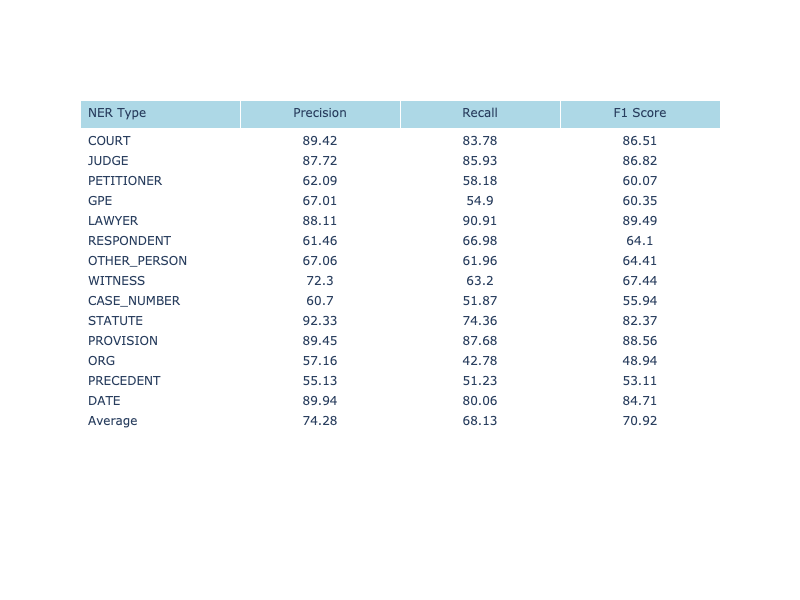 NER Type Precision Recall F1 Score
COURT 89.42 83.78 86.51
JUDGE 87.72 85.93 86.82
PETITIONER 62.09 58.18 60.07
GPE 67.01 54.9 60.35
LAWYER 88.11 90.91 89.49
RESPONDENT 61.46 66.98 64.1
OTHER_PERSON 67.06 61.96 64.41
WITNESS 72.3 63.2 67.44
CASE_NUMBER 60.7 51.87 55.94
STATUTE 92.33 74.36 82.37
PROVISION 89.45 87.68 88.56
ORG 57.16 42.78 48.94
PRECEDENT 55.13 51.23 53.11
DATE 89.94 80.06 84.71
Average 74.28 68.13 70.92